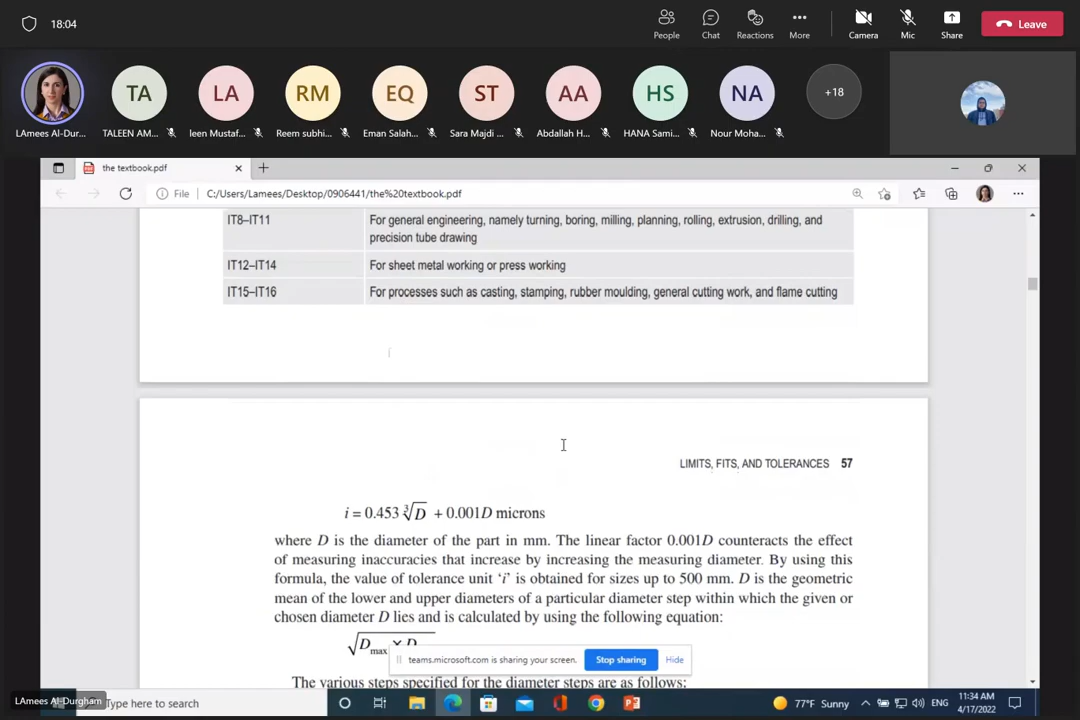 18:04
People
Chat
Reactions
More
Camera
Mic
Share
Leave
TA
LA
RM
EQ
ST
AA
HS
NA
+18
LAmees Al-Dur...
TALEEN AM...
leen Mustaf...
Reem subhi...
Eman Salah...
Sara Majdi ...
Abdallah H...
HANA Sami...
Nour Moha...
the textbook.pdf
File
C:/Users/Lamees/Desktop/0906441/the%20textbook.pdf
IT8–IT11 For general engineering, namely turning, boring, milling, planning, rolling, extrusion, drilling, and
precision tube drawing
IT12–IT14 For sheet metal working or press working
IT15–IT16 For processes such as casting, stamping, rubber moulding, general cutting work, and flame cutting
i
LIMITS, FITS, AND TOLERANCES 57
i = 0.453 ∛D + 0.001D microns
where D is the diameter of the part in mm. The linear factor 0.001D counteracts the effect
of measuring inaccuracies that increase by increasing the measuring diameter. By using this
formula, the value of tolerance unit ‘i’ is obtained for sizes up to 500 mm. D is the geometric
mean of the lower and upper diameters of a particular diameter step within which the given or
chosen diameter D lies and is calculated by using the following equation:
√Dmax × D
teams.microsoft.com is sharing your screen.
Stop sharing
Hide
The various steps specified for the diameter steps are as follows:
LAmees Al-Durgham
Type here to search
77°F Sunny
ENG
11:34 AM
4/17/2022